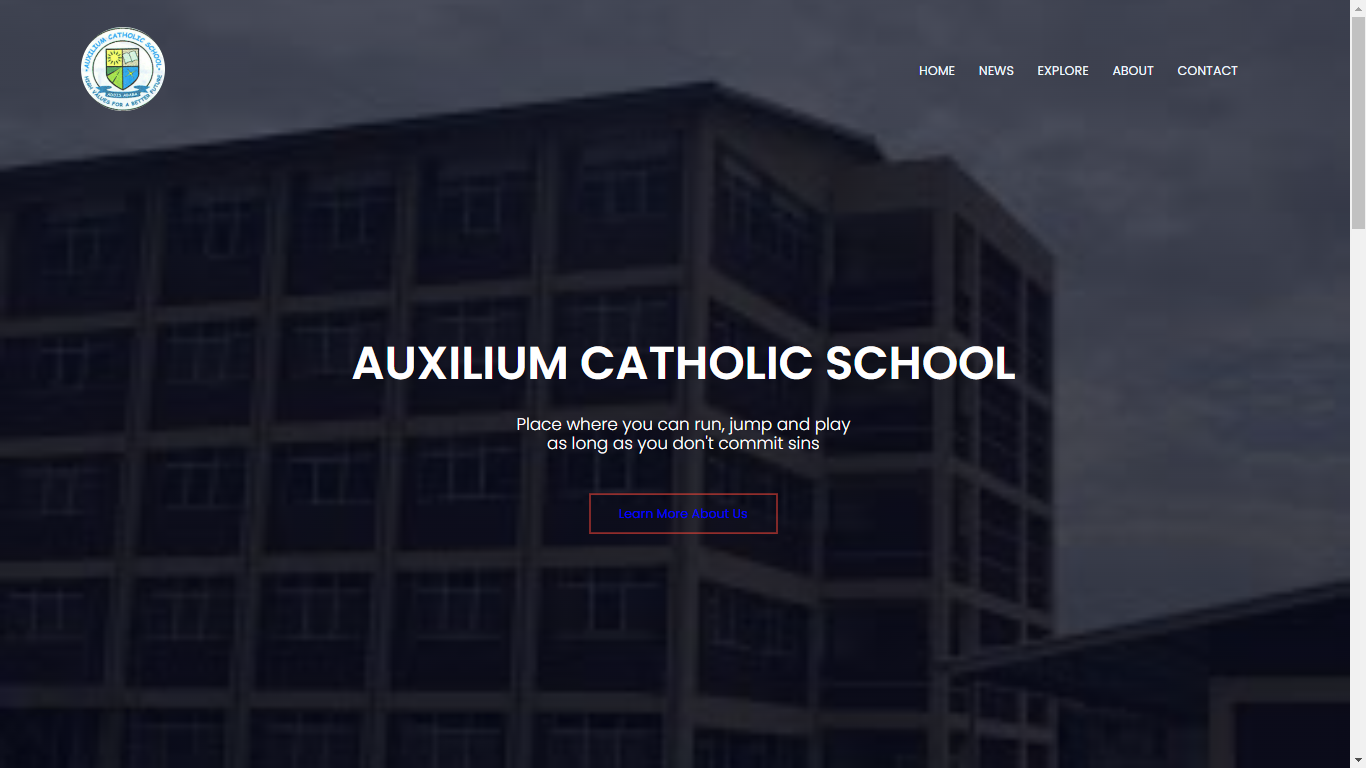 AUXILIUM CATHOLIC SCHOOL
HIGH VALUES FOR A BETTER FUTURE
ADDIS ABABA
HOME NEWS EXPLORE ABOUT CONTACT
AUXILIUM CATHOLIC SCHOOL
Place where you can run, jump and play
as long as you don't commit sins
Learn More About Us